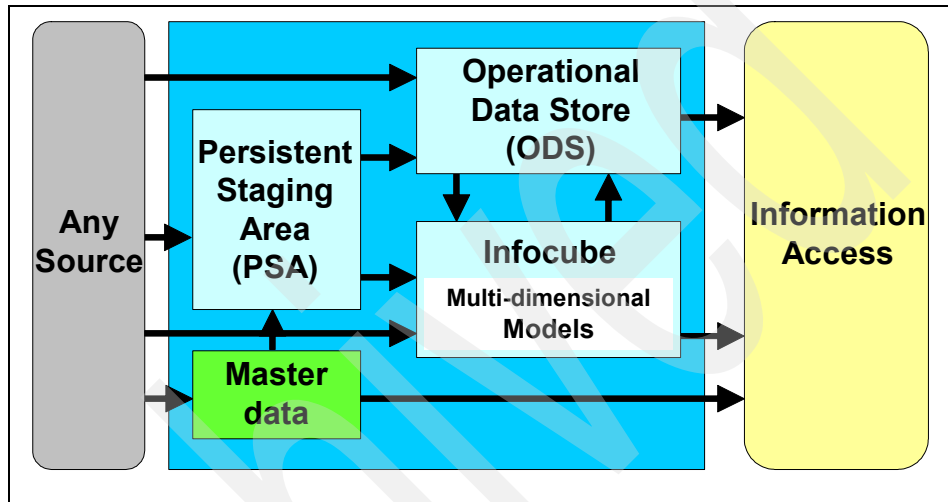 Any
Source
Persistent
Staging
Area
(PSA)
Master
data
Operational
Data Store
(ODS)
Infocube
Multi-dimensional
Models
Information
Access